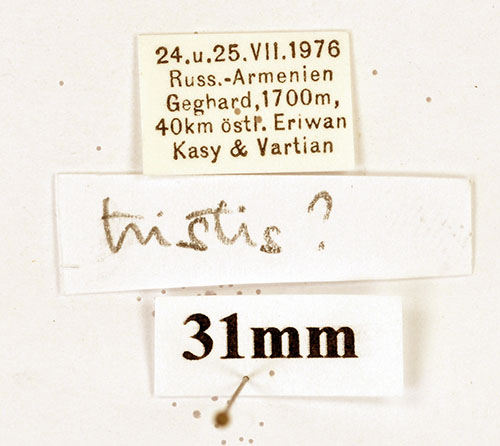 24.u.25.VII.1976
Russ.-Armenien
Geghard,1700m,
40km östl. Eriwan
Kasy & Vartian
tristis?
31mm